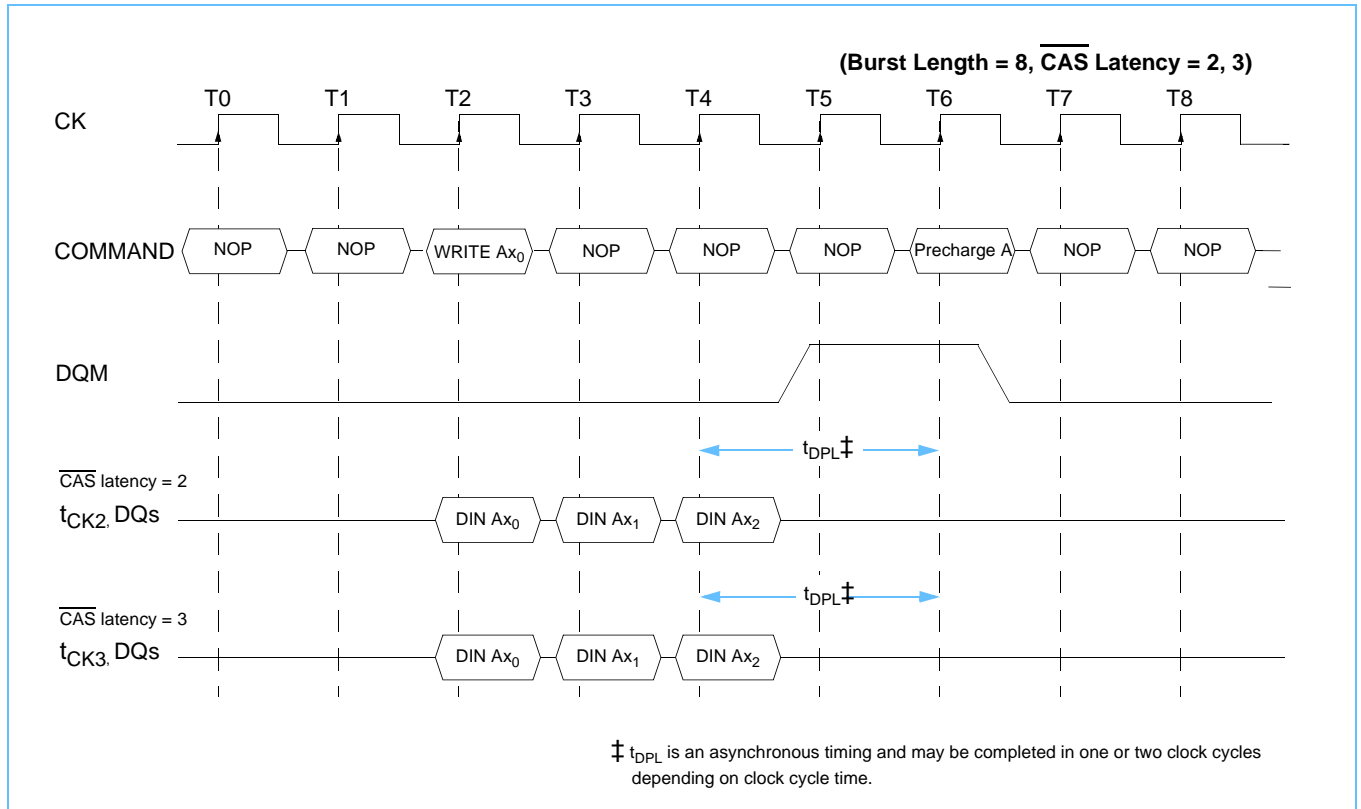 (Burst Length = 8, CAS Latency = 2, 3)
T0 T1 T2 T3 T4 T5 T6 T7 T8
CK
COMMAND NOP NOP WRITE Ax0 NOP NOP NOP Precharge A NOP NOP
DQM
tDPL‡
CAS latency = 2
tCK2, DQs DIN Ax0 DIN Ax1 DIN Ax2
tDPL‡
CAS latency = 3
tCK3, DQs DIN Ax0 DIN Ax1 DIN Ax2
‡ tDPL is an asynchronous timing and may be completed in one or two clock cycles
depending on clock cycle time.